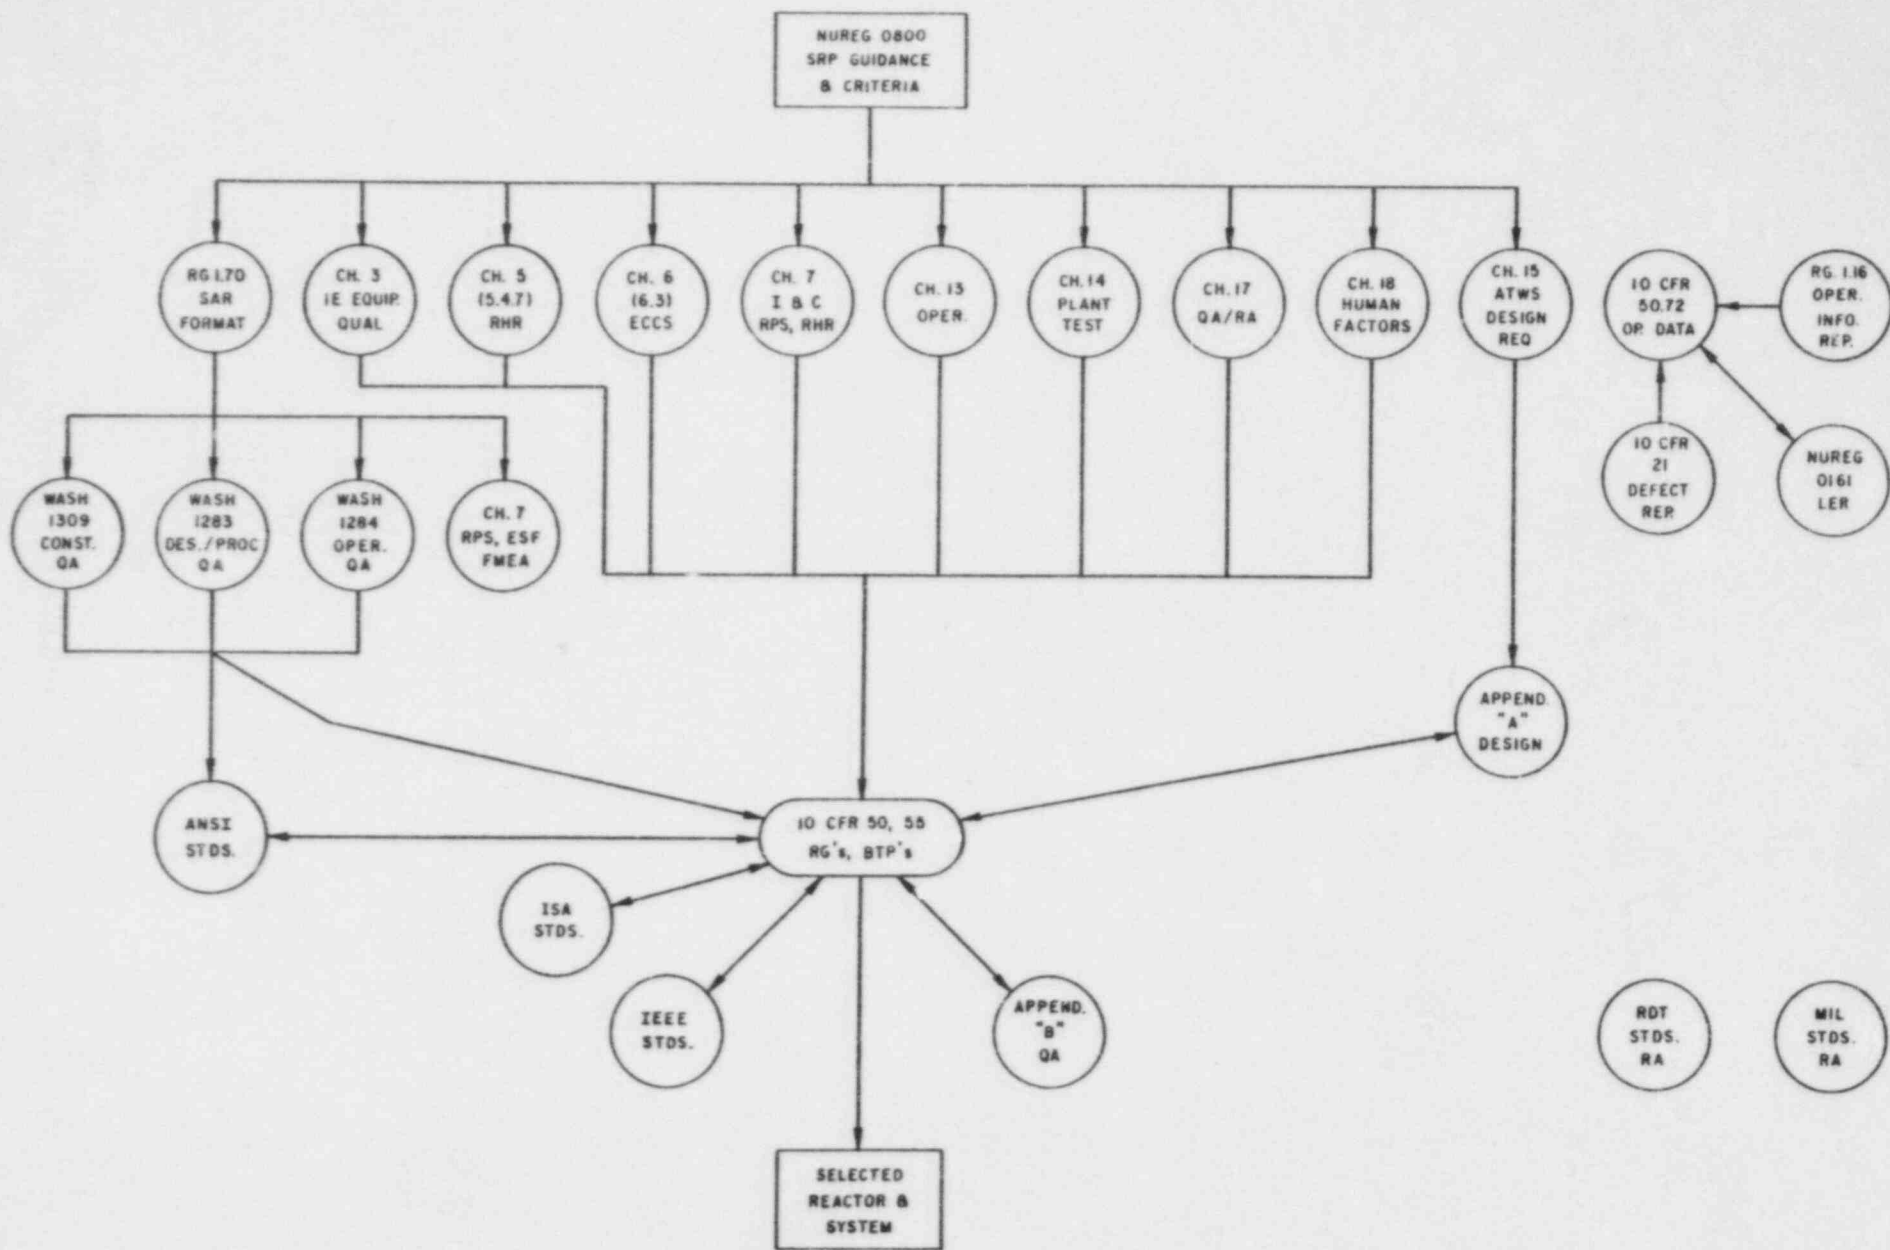 NUREG 0800
SRP GUIDANCE
& CRITERIA
RG 1.70
SAR
FORMAT
CH. 3
IE EQUIP.
QUAL
CH. 5
(5.4.7)
RHR
CH. 6
(6.3)
ECCS
CH. 7
I & C
RPS, RHR
CH. 13
OPER.
CH. 14
PLANT
TEST
CH. 17
QA/RA
CH. 18
HUMAN
FACTORS
CH. 15
ATWS
DESIGN
REQ
10 CFR
50.72
OP. DATA
RG. 1.16
OPER.
INFO.
REP.
10 CFR
21
DEFECT
REP.
NUREG
0161
LER
WASH
1309
CONST.
QA
WASH
1283
DES./PROC
QA
WASH
1284
OPER.
QA
CH. 7
RPS, ESF
FMEA
APPEND.
"A"
DESIGN
ANSI
STDS.
10 CFR 50, 55
RG's, BTP's
ISA
STDS.
IEEE
STDS.
APPEND.
"B"
QA
RDT
STDS.
RA
MIL
STDS.
RA
SELECTED
REACTOR &
SYSTEM